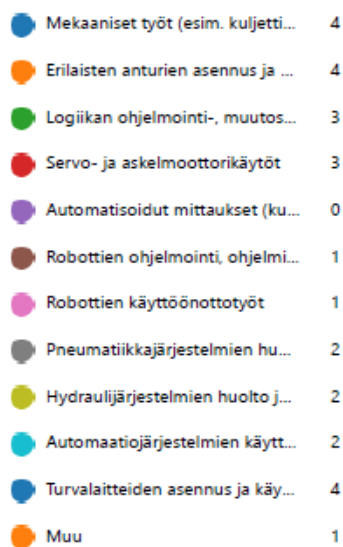 Mekaaniset työt (esim. kuljetti... 4
Erilaisten anturien asennus ja ... 4
Logiikan ohjelmointi-, muutos... 3
Servo- ja askelmoottorikäytöt 3
Automatisoidut mittaukset (ku... 0
Robottien ohjelmointi, ohjelmi... 1
Robottien käyttöönottotyöt 1
Pneumatiikkajärjestelmien hu... 2
Hydraulijärjestelmien huolto j... 2
Automaatiojärjestelmien käytt... 2
Turvalaitteiden asennus ja käy... 4
Muu 1